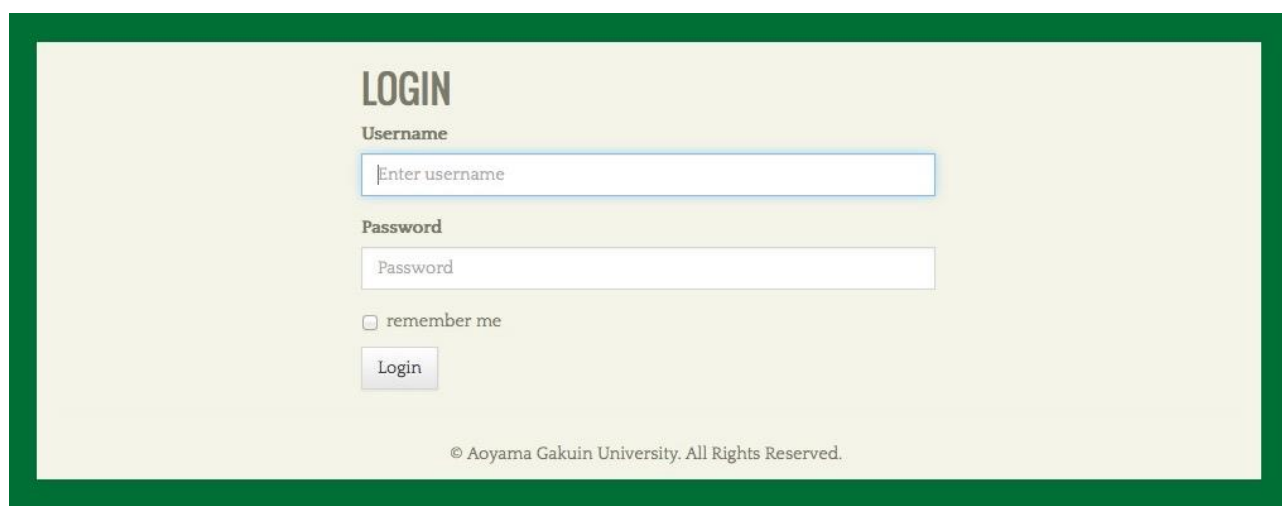 LOGIN
Username
Enter username
Password
Password
remember me
Login
© Aoyama Gakuin University. All Rights Reserved.